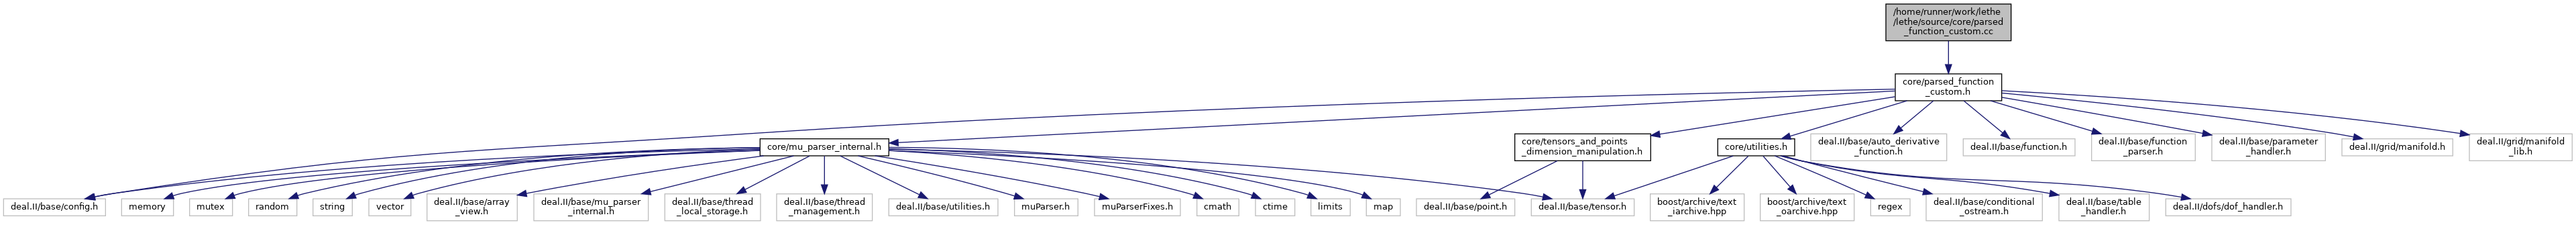 /home/runner/work/lethe
/lethe/source/core/parsed
_function_custom.cc
core/parsed_function
_custom.h
core/mu_parser_internal.h
core/tensors_and_points
_dimension_manipulation.h
core/utilities.h
deal.II/base/auto_derivative
_function.h
deal.II/base/function.h
deal.II/base/function
_parser.h
deal.II/base/parameter
_handler.h
deal.II/grid/manifold.h
deal.II/grid/manifold
_lib.h
deal.II/base/config.h
memory
mutex
random
string
vector
deal.II/base/array
_view.h
deal.II/base/mu_parser
_internal.h
deal.II/base/thread
_local_storage.h
deal.II/base/thread
_management.h
deal.II/base/utilities.h
muParser.h
muParserFixes.h
cmath
ctime
limits
map
deal.II/base/point.h
deal.II/base/tensor.h
boost/archive/text
_iarchive.hpp
boost/archive/text
_oarchive.hpp
regex
deal.II/base/conditional
_ostream.h
deal.II/base/table
_handler.h
deal.II/dofs/dof_handler.h